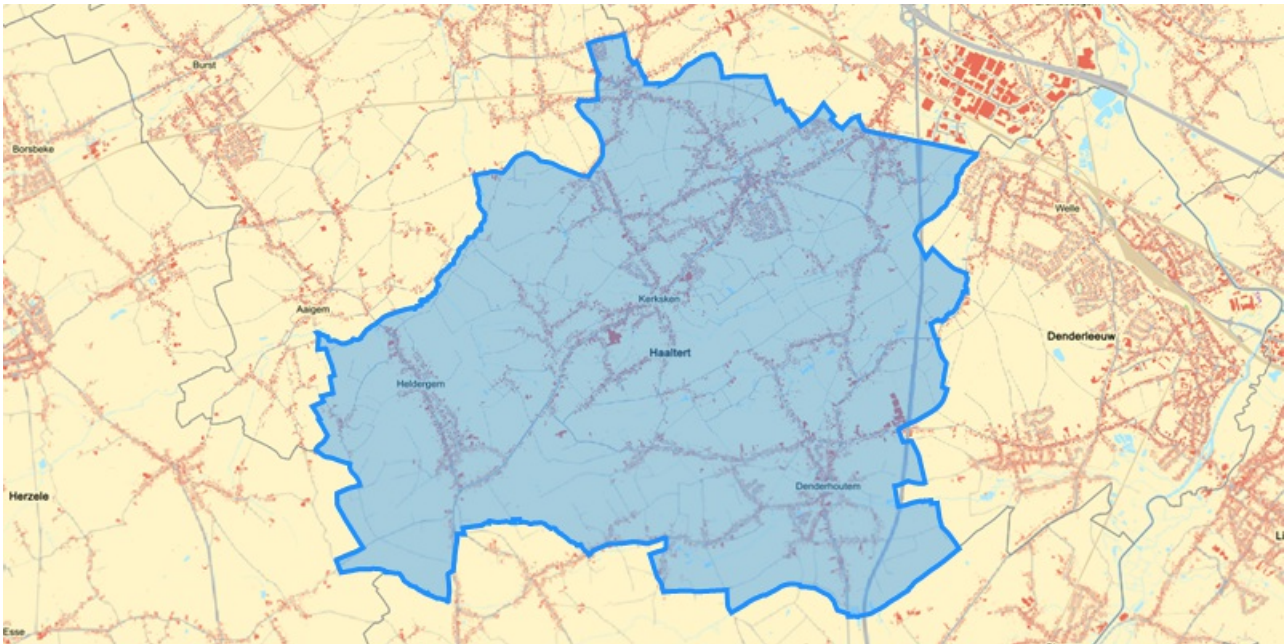 Burst
Borsbeke
Welle
Kerksken
Aaigem
Denderleeuw
Haaltert
Heldergem
Denderhoutem
Herzele
Esse